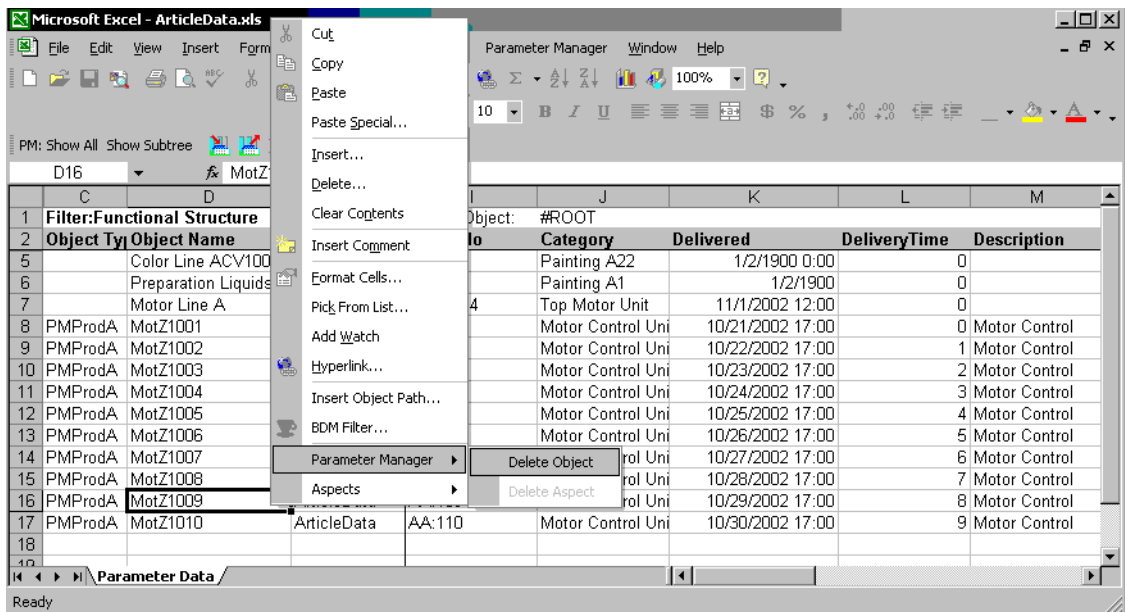 Microsoft Excel - ArticleData.xls
File Edit View Insert Form Parameter Manager Window Help
100%
10 B I U $ % ,
PM: Show All Show Subtree
D16 fx MotZ
C D I J K L M
1 Filter:Functional Structure Object: #ROOT
2 Object Typ Object Name lo Category Delivered DeliveryTime Description
5 Color Line ACV100 Painting A22 1/2/1900 0:00 0
6 Preparation Liquids Painting A1 1/2/1900 0
7 Motor Line A 4 Top Motor Unit 11/1/2002 12:00 0
8 PMProdA MotZ1001 Motor Control Uni 10/21/2002 17:00 0 Motor Control
9 PMProdA MotZ1002 Motor Control Uni 10/22/2002 17:00 1 Motor Control
10 PMProdA MotZ1003 Motor Control Uni 10/23/2002 17:00 2 Motor Control
11 PMProdA MotZ1004 Motor Control Uni 10/24/2002 17:00 3 Motor Control
12 PMProdA MotZ1005 Motor Control Uni 10/25/2002 17:00 4 Motor Control
13 PMProdA MotZ1006 Motor Control Uni 10/26/2002 17:00 5 Motor Control
14 PMProdA MotZ1007 rol Uni 10/27/2002 17:00 6 Motor Control
15 PMProdA MotZ1008 rol Uni 10/28/2002 17:00 7 Motor Control
16 PMProdA MotZ1009 rol Uni 10/29/2002 17:00 8 Motor Control
17 PMProdA MotZ1010 ArticleData AA:110 Motor Control Uni 10/30/2002 17:00 9 Motor Control
18
Cut
Copy
Paste
Paste Special...
Insert...
Delete...
Clear Contents
Insert Comment
Format Cells...
Pick From List...
Add Watch
Hyperlink...
Insert Object Path...
BDM Filter...
Parameter Manager
Aspects
Delete Object
Delete Aspect
Parameter Data
Ready